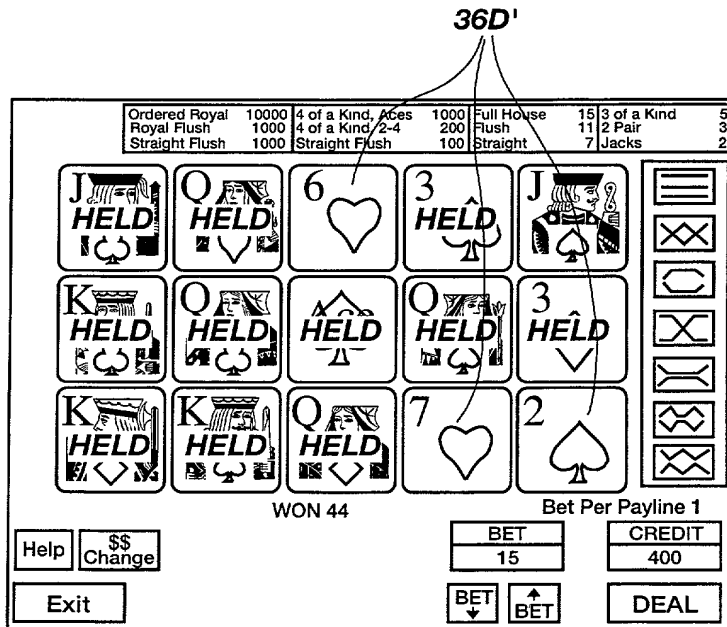 36D'
Ordered Royal 10000 4 of a Kind, Aces 1000 Full House 15 3 of a Kind 5
Royal Flush 1000 4 of a Kind, 2-4 200 Flush 11 2 Pair 3
Straight Flush 1000 Straight Flush 100 Straight 7 Jacks 2
J Q 6 3 J
HELD HELD HELD
K Q Q 3
HELD HELD HELD HELD HELD
K K Q 7 2
HELD HELD HELD
WON 44 Bet Per Payline 1
Help $$ Change BET CREDIT
15 400
Exit BET BET DEAL